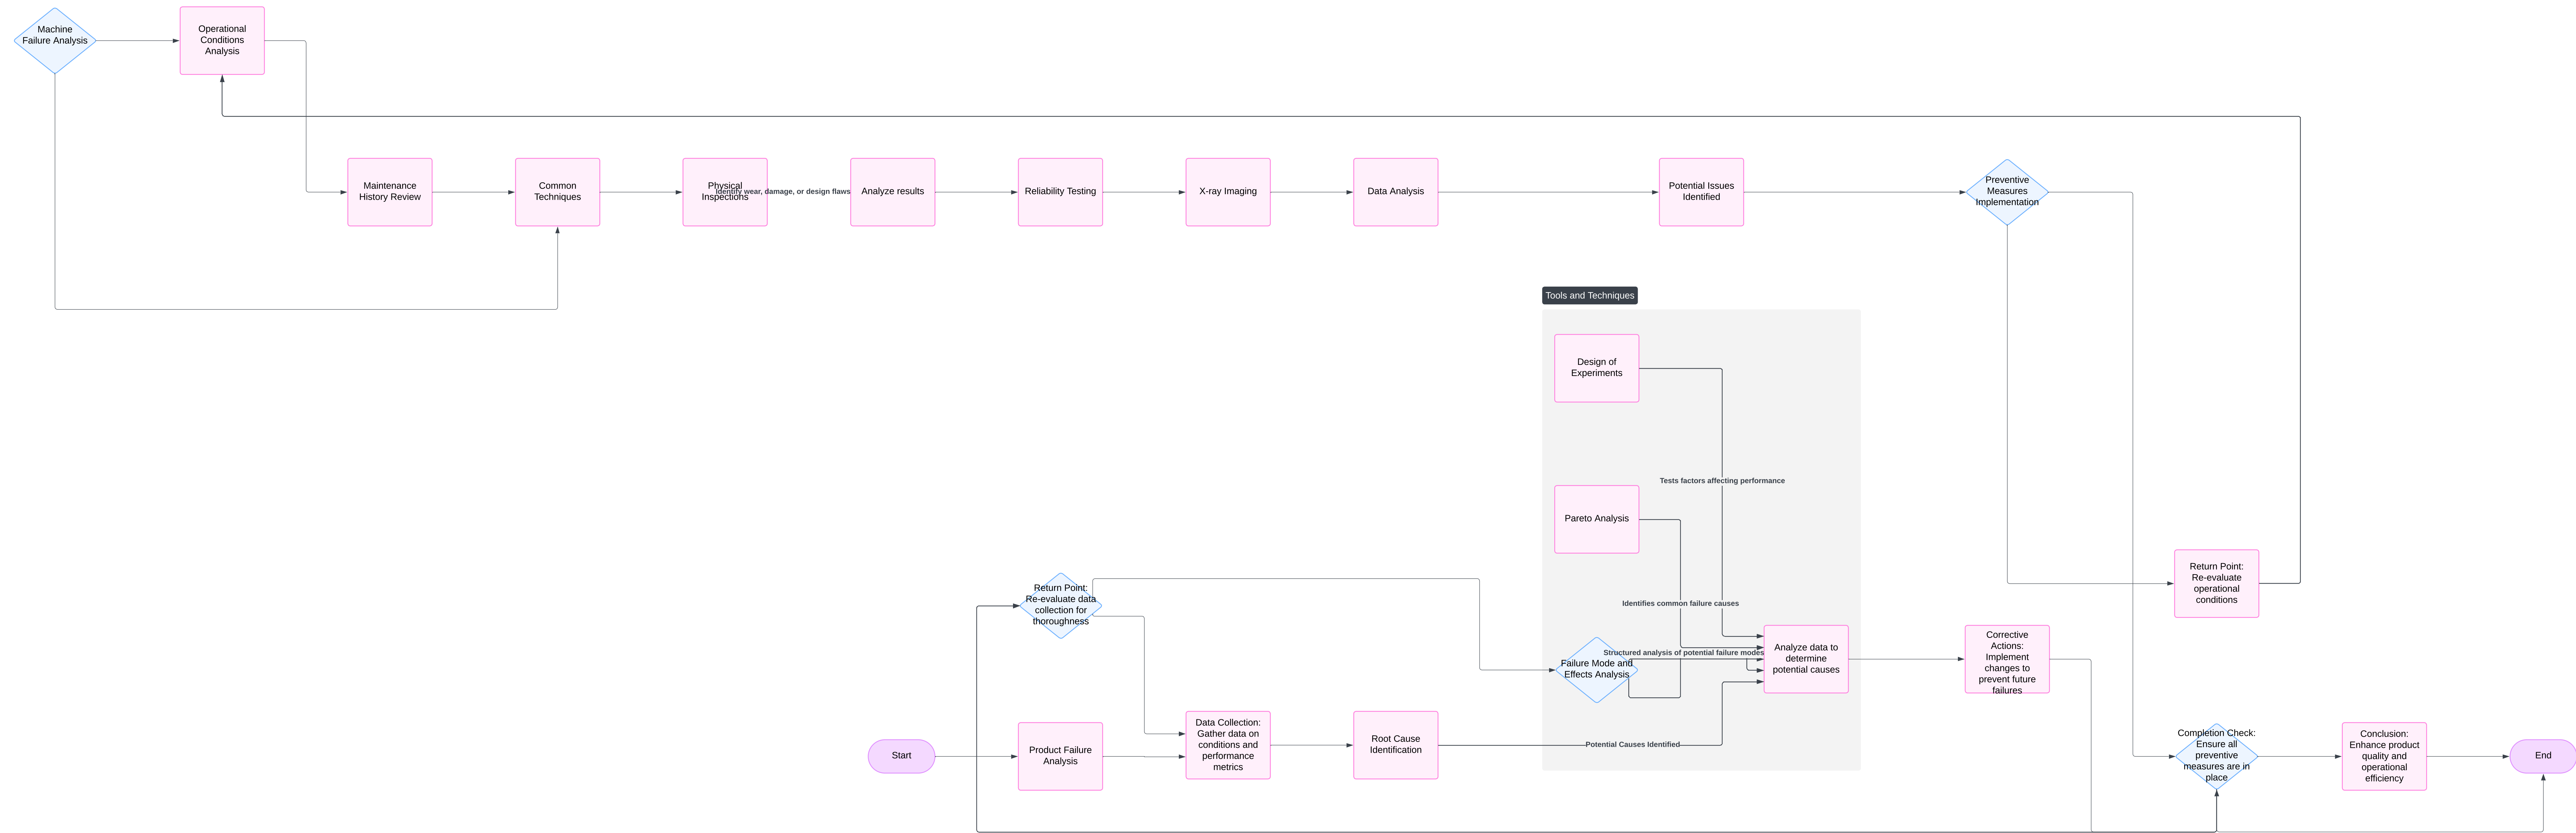 Machine
Failure Analysis
Operational
Conditions
Analysis
Maintenance
History Review
Common
Techniques
Physical
Inspections
Identify wear, damage, or design flaws
Analyze results
Reliability Testing
X-ray Imaging
Data Analysis
Potential Issues
Identified
Preventive
Measures
Implementation
Tools and Techniques
Design of
Experiments
Tests factors affecting performance
Pareto Analysis
Identifies common failure causes
Return Point:
Re-evaluate data
collection for
thoroughness
Return Point:
Re-evaluate
operational
conditions
Structured analysis of potential failure modes
Failure Mode and
Effects Analysis
Analyze data to
determine
potential causes
Corrective
Actions:
Implement
changes to
prevent future
failures
Start
Product Failure
Analysis
Data Collection:
Gather data on
conditions and
performance
metrics
Root Cause
Identification
Potential Causes Identified
Completion Check:
Ensure all
preventive
measures are in
place
Conclusion:
Enhance product
quality and
operational
efficiency
End